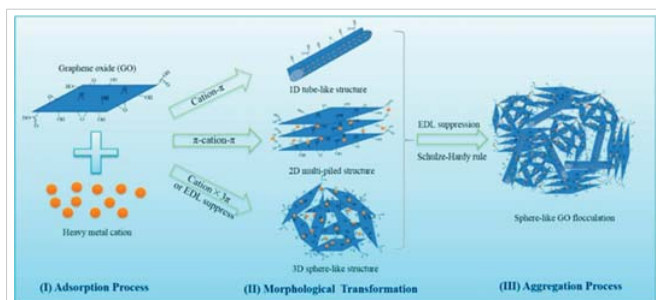 Graphene oxide (GO)
Heavy metal cation
(I) Adsorption Process
Cation-π
π-cation-π
Cation × 3π
or EDL suppress
1D tube-like structure
2D multi-piled structure
3D sphere-like structure
(II) Morphological Transformation
EDL suppression
Schulze-Hardy rule
Sphere-like GO flocculation
(III) Aggregation Process